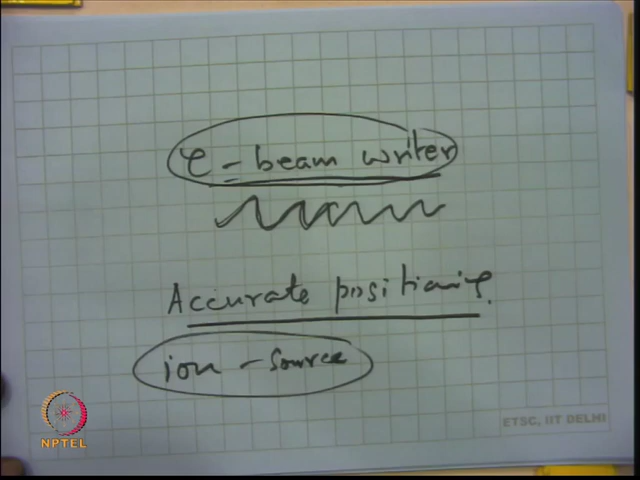 e-beam writer
Accurate positioning.
ion-source
NPTEL
ETSC, IIT DELHI